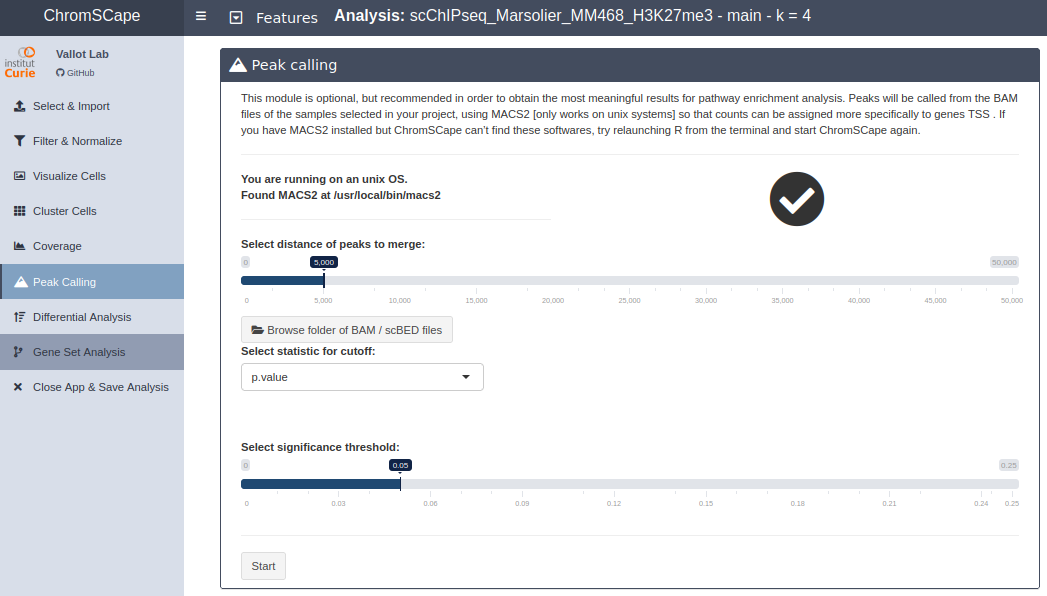 ChromSCape
Features
Analysis: scChIPseq_Marsolier_MM468_H3K27me3 - main - k = 4
institut
Curie
Vallot Lab
GitHub
Select & Import
Filter & Normalize
Visualize Cells
Cluster Cells
Coverage
Peak Calling
Differential Analysis
Gene Set Analysis
Close App & Save Analysis
Peak calling
This module is optional, but recommended in order to obtain the most meaningful results for pathway enrichment analysis. Peaks will be called from the BAM
files of the samples selected in your project, using MACS2 [only works on unix systems] so that counts can be assigned more specifically to genes TSS . If
you have MACS2 installed but ChromSCape can't find these softwares, try relaunching R from the terminal and start ChromSCape again.
You are running on an unix OS.
Found MACS2 at /usr/local/bin/macs2
Select distance of peaks to merge:
0 5,000 50,000
0 5,000 10,000 15,000 20,000 25,000 30,000 35,000 40,000 45,000 50,000
Browse folder of BAM / scBED files
Select statistic for cutoff:
p.value
Select significance threshold:
0 0.05 0.25
0 0.03 0.06 0.09 0.12 0.15 0.18 0.21 0.24 0.25
Start